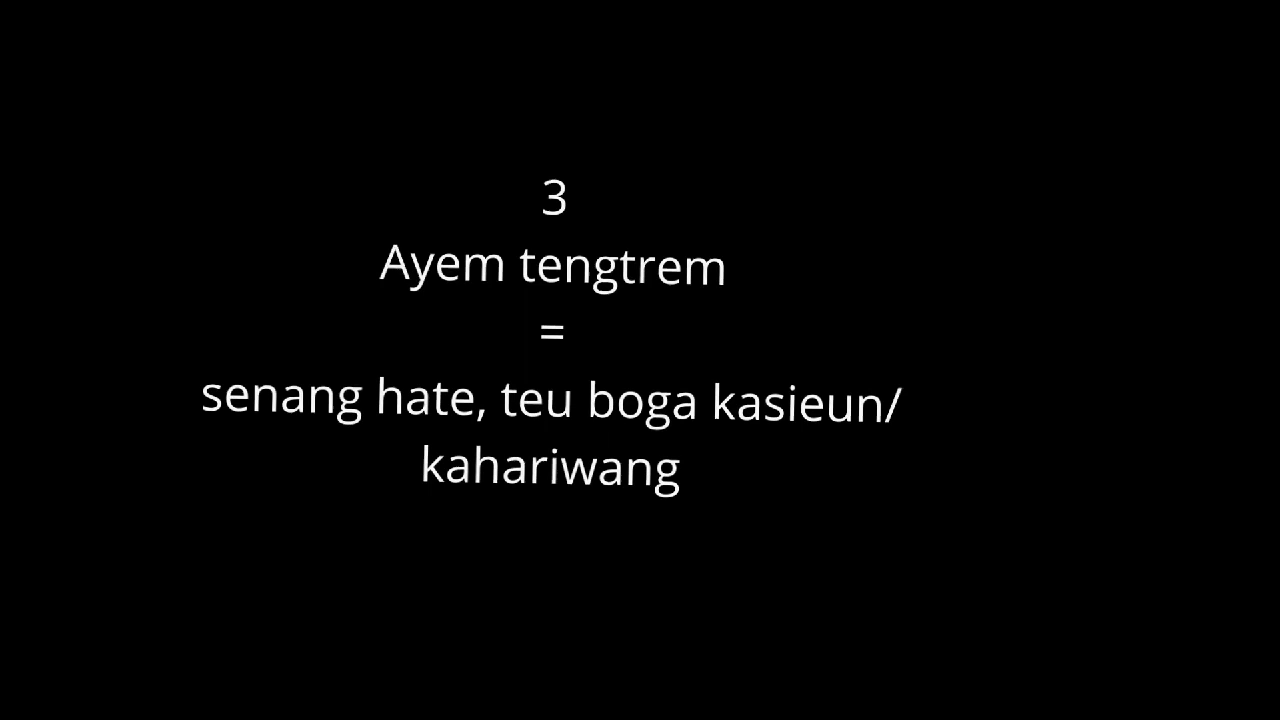 3
Ayem tengtrem
=
senang hate, teu boga kasieun/
kahariwang